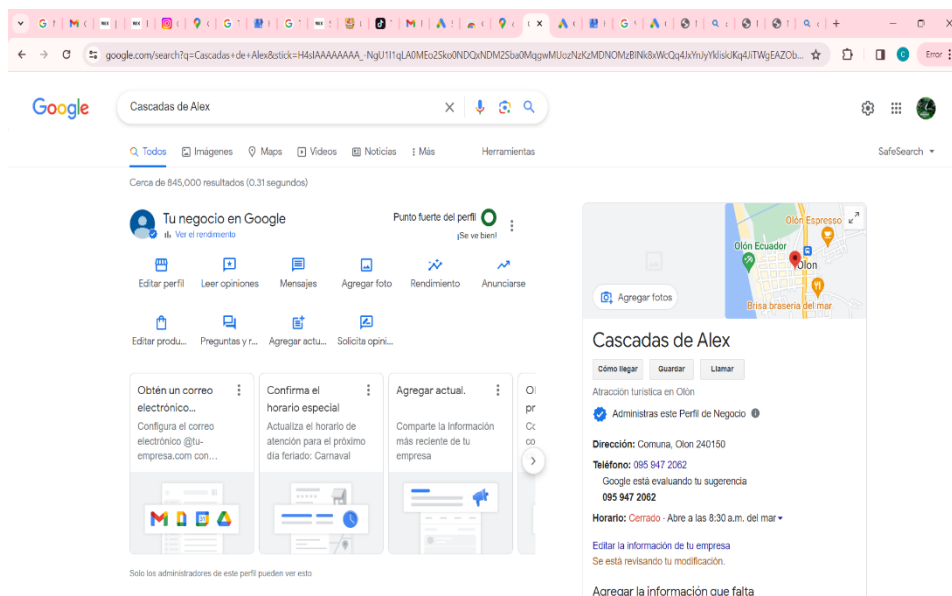 google.com/search?q=Cascadas+de+Alex&stick=H4sIAAAAAAAA_-NgU1I1qLA0MEo2Sko0NDQxNDM2Sba0MqgwMUozNzKzMDNOMzBINk8xWcQq4JxYnJyYkliskJKq4JiTWgEAZOb...
Error
Google
Cascadas de Alex
Todos Imágenes Maps Videos Noticias Más Herramientas SafeSearch
Cerca de 845,000 resultados (0.31 segundos)
Tu negocio en Google
Ver el rendimiento
Punto fuerte del perfil
¡Se ve bien!
Editar perfil Leer opiniones Mensajes Agregar foto Rendimiento Anunciarse
Editar produ... Preguntas y r... Agregar actu... Solicita opini...
Obtén un correo electrónico...
Configura el correo electrónico @tu-empresa.com con...
Confirma el horario especial
Actualiza el horario de atención para el próximo día feriado: Carnaval
Agregar actual.
Comparte la información más reciente de tu empresa
Solo los administradores de este perfil pueden ver esto
Olón Espresso
Olón Ecuador
Olon
Brisa braseria del mar
Agregar fotos
Cascadas de Alex
Cómo llegar Guardar Llamar
Atracción turística en Olón
Administras este Perfil de Negocio
Dirección: Comuna, Olon 240150
Teléfono: 095 947 2062
Google está evaluando tu sugerencia
095 947 2062
Horario: Cerrado · Abre a las 8:30 a.m. del mar
Editar la información de tu empresa
Se está revisando tu modificación.
Agregar la información que falta